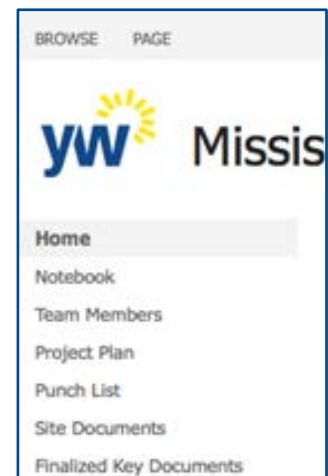 BROWSE PAGE
yw Missis
Home
Notebook
Team Members
Project Plan
Punch List
Site Documents
Finalized Key Documents